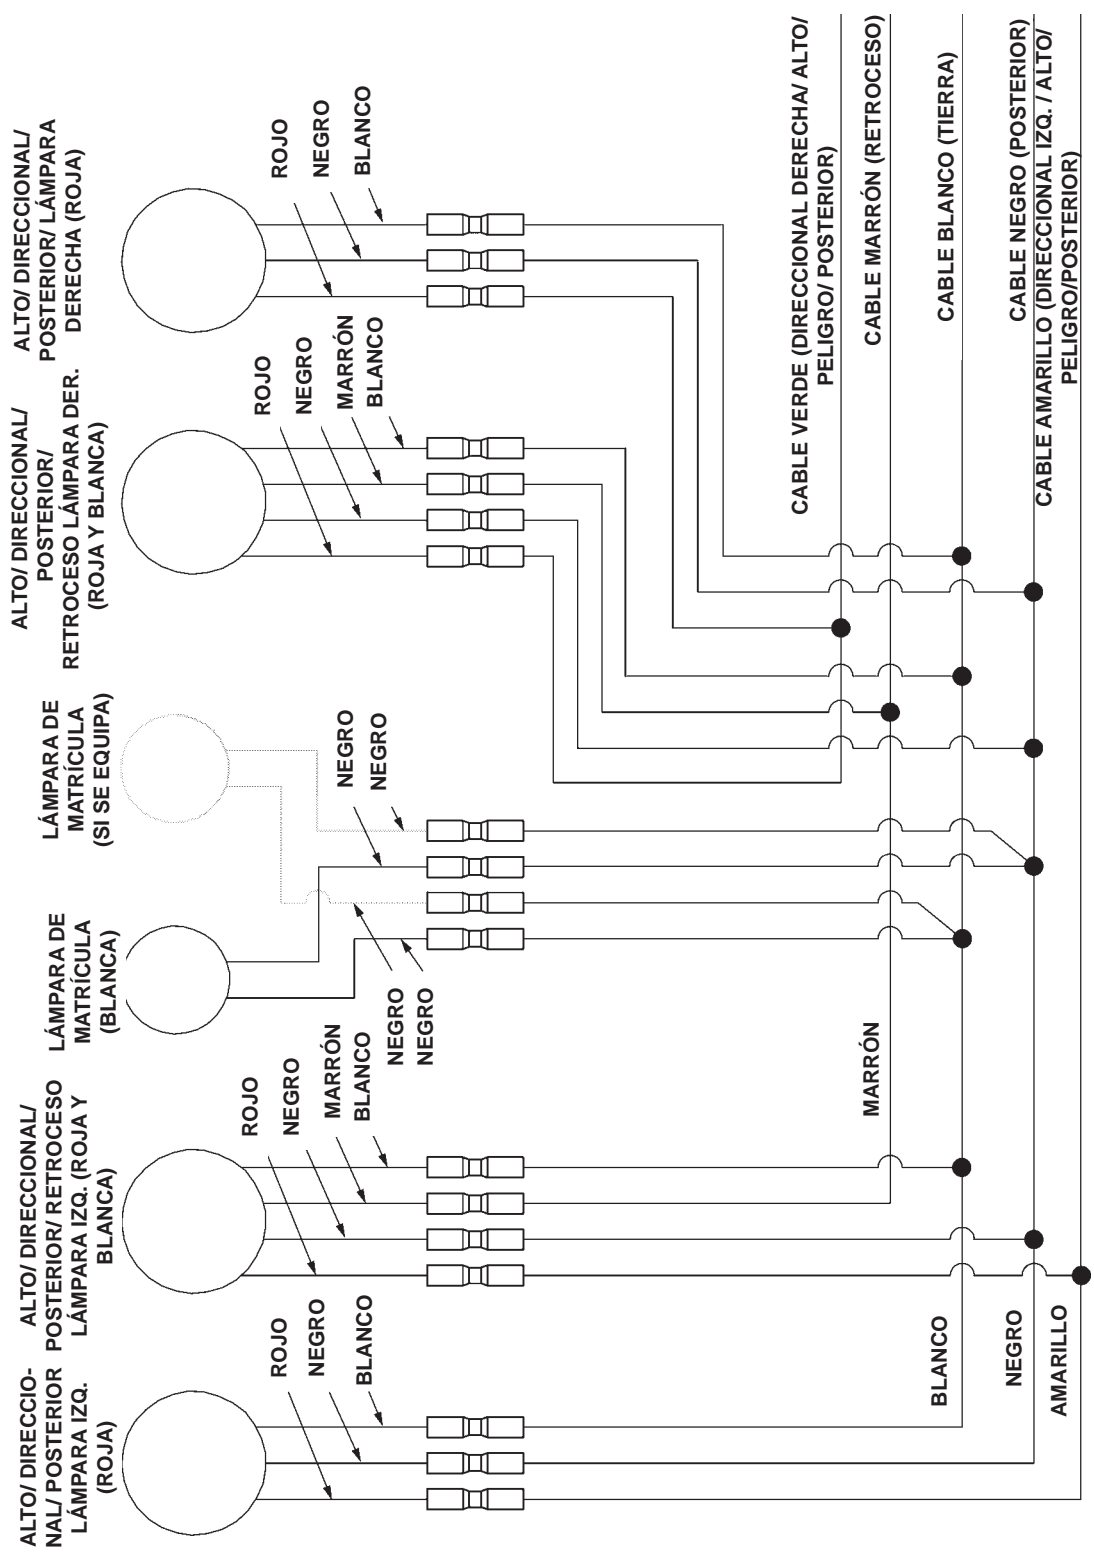 ALTO/ DIRECCIO-
NAL/ POSTERIOR
LÁMPARA IZQ.
(ROJA)
ALTO/ DIRECCIONAL/
POSTERIOR/ RETROCESO
LÁMPARA IZQ. (ROJA Y
BLANCA)
LÁMPARA DE
MATRÍCULA
(BLANCA)
LÁMPARA DE
MATRÍCULA
(SI SE EQUIPA)
ALTO/ DIRECCIONAL/
POSTERIOR/
RETROCESO LÁMPARA DER.
(ROJA Y BLANCA)
ALTO/ DIRECCIONAL/
POSTERIOR/ LÁMPARA
DERECHA (ROJA)
ROJO
NEGRO
BLANCO
ROJO
NEGRO
MARRÓN
BLANCO
NEGRO
NEGRO
NEGRO
NEGRO
ROJO
NEGRO
MARRÓN
BLANCO
ROJO
NEGRO
BLANCO
CABLE VERDE (DIRECCIONAL DERECHA/ ALTO/
PELIGRO/ POSTERIOR)
MARRÓN
CABLE MARRÓN (RETROCESO)
BLANCO
CABLE BLANCO (TIERRA)
NEGRO
CABLE NEGRO (POSTERIOR)
AMARILLO
CABLE AMARILLO (DIRECCIONAL IZQ. / ALTO/
PELIGRO/POSTERIOR)